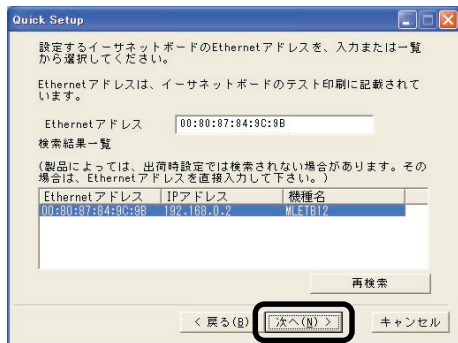 Quick Setup
設定するイーサネットボードのEthernetアドレスを、入力または一覧
から選択してください。
Ethernetアドレスは、イーサネットボードのテスト印刷に記載されて
います。
Ethernetアドレス 00:80:87:84:9C:9B
検索結果一覧
(製品によっては、出荷時設定では検索されない場合があります。その
場合は、Ethernetアドレスを直接入力して下さい。)
Ethernetアドレス IPアドレス 機種名
00:80:87:84:9C:9B 192.168.0.2 MLETB12
再検索
< 戻る(B) 次へ(N) > キャンセル